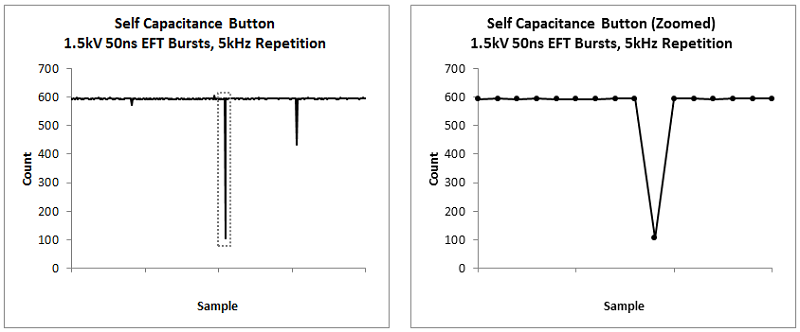 Self Capacitance Button
1.5kV 50ns EFT Bursts, 5kHz Repetition
700
600
500
400
300
200
100
0
Count
Sample
Self Capacitance Button (Zoomed)
1.5kV 50ns EFT Bursts, 5kHz Repetition
700
600
500
400
300
200
100
0
Count
Sample